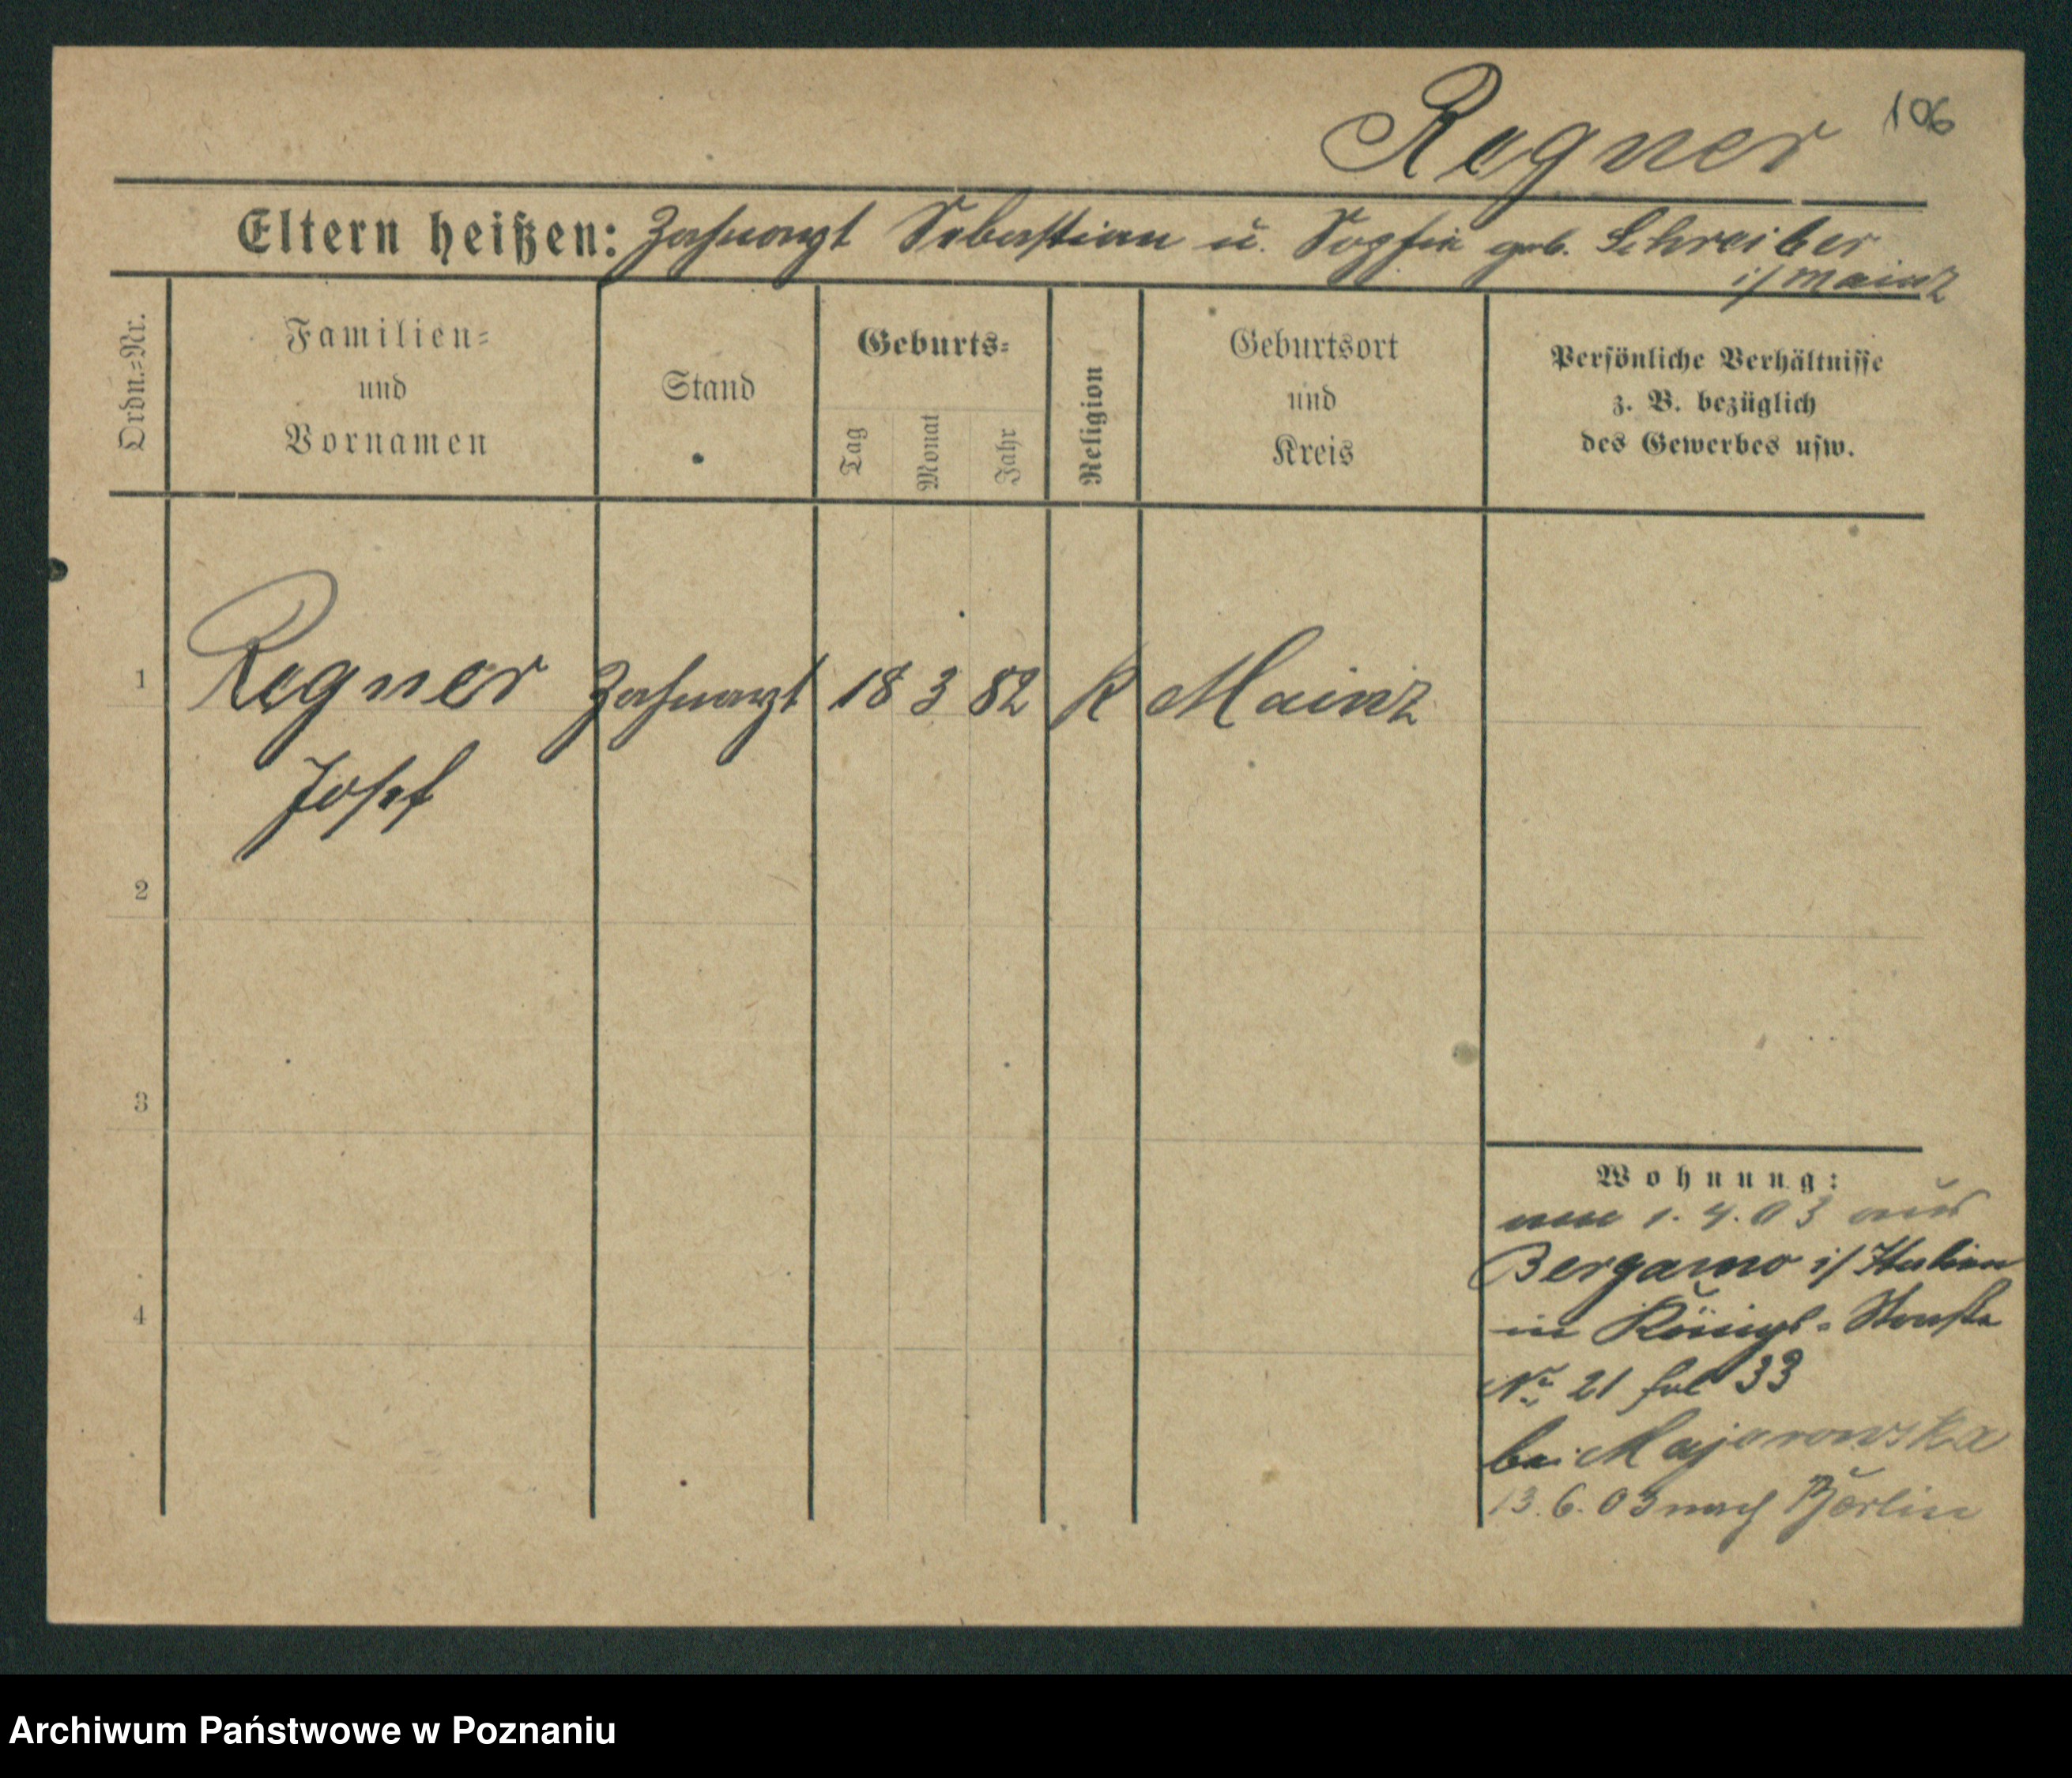 Regner 106
Eltern heißen: Zahnarzt Sebastian u. Sophie geb. Schreiber
i/ Mainz
Ordn.=Nr.
Familien=
und
Vornamen
Stand
Geburts=
Tag
Monat
Jahr
Religion
Geburtsort
und
Kreis
Persönliche Verhältnisse
z. B. bezüglich
des Gewerbes usw.
1 Regner Zahnarzt 18 3 82 K Mainz
Josef
2
3
4
Wohnung:
1. 4. 03 aus
Bergamo i/ Italien
in Königs-Straße
No. 21 fol 33
bei Majorowska
13. 6. 03 nach Berlin
Archiwum Państwowe w Poznaniu